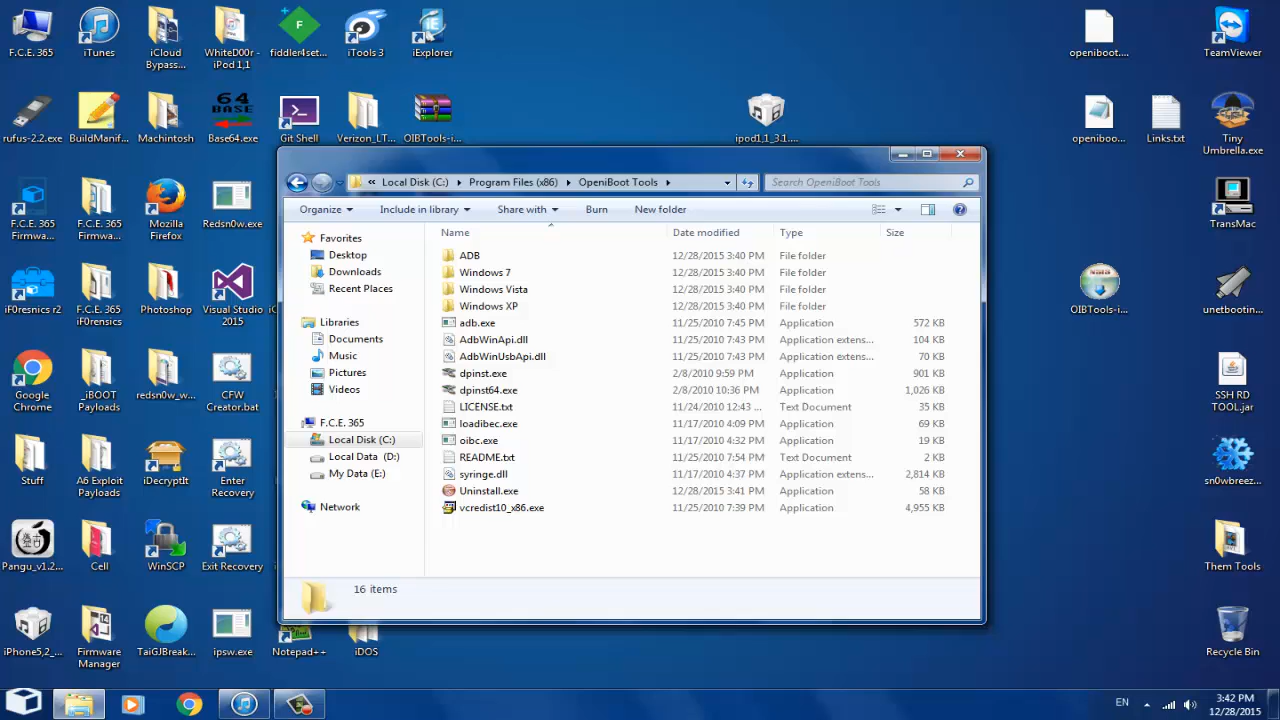 F.C.E. 365
iTunes
iCloud Bypass...
WhiteD00r - iPod 1,1
fiddler4set...
iTools 3
iExplorer
openiboot....
TeamViewer
rufus-2.2.exe
BuildManif...
Machintosh
64
BASE
Base64.exe
Git Shell
Verizon_LT...
OIBTools-i...
ipod1,1_3.1....
openiboo...
Links.txt
Tiny Umbrella.exe
F.C.E. 365 Firmwa...
F.C.E. 365 Firmwa...
Mozilla Firefox
Redsn0w.exe
TransMac
iF0resnics r2
F.C.E. 365 iF0rensics
Photoshop
Visual Studio 2015
OIBTools-i...
unetbootin...
Google Chrome
_iBOOT Payloads
redsn0w_w...
CFW Creator.bat
SSH RD TOOL.jar
Stuff
A6 Exploit Payloads
iDecryptIt
Enter Recovery
sn0wbreez...
Pangu_v1.2...
Cell
WinSCP
Exit Recovery
Them Tools
iPhone5,2_...
Firmware Manager
TaiGJBreak...
ipsw.exe
Notepad++
iDOS
Recycle Bin
« Local Disk (C:) Program Files (x86) OpeniBoot Tools
Search OpeniBoot Tools
Organize Include in library Share with Burn New folder
Favorites
Desktop
Downloads
Recent Places
Libraries
Documents
Music
Pictures
Videos
F.C.E. 365
Local Disk (C:)
Local Data (D:)
My Data (E:)
Network
Name Date modified Type Size
ADB 12/28/2015 3:40 PM File folder
Windows 7 12/28/2015 3:40 PM File folder
Windows Vista 12/28/2015 3:40 PM File folder
Windows XP 12/28/2015 3:40 PM File folder
adb.exe 11/25/2010 7:45 PM Application 572 KB
AdbWinApi.dll 11/25/2010 7:43 PM Application extens... 104 KB
AdbWinUsbApi.dll 11/25/2010 7:43 PM Application extens... 70 KB
dpinst.exe 2/8/2010 9:59 PM Application 901 KB
dpinst64.exe 2/8/2010 10:36 PM Application 1,026 KB
LICENSE.txt 11/24/2010 12:43 ... Text Document 35 KB
loadibec.exe 11/17/2010 4:09 PM Application 69 KB
oibc.exe 11/17/2010 4:32 PM Application 19 KB
README.txt 11/25/2010 7:54 PM Text Document 2 KB
syringe.dll 11/17/2010 4:37 PM Application extens... 2,814 KB
Uninstall.exe 12/28/2015 3:41 PM Application 58 KB
vcredist10_x86.exe 11/25/2010 7:39 PM Application 4,955 KB
16 items
EN
3:42 PM
12/28/2015